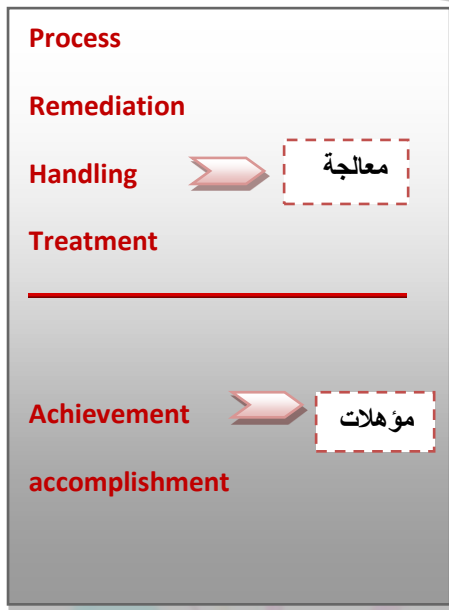 Process
Remediation
Handling
معالجة
Treatment
Achievement
مؤهلات
accomplishment